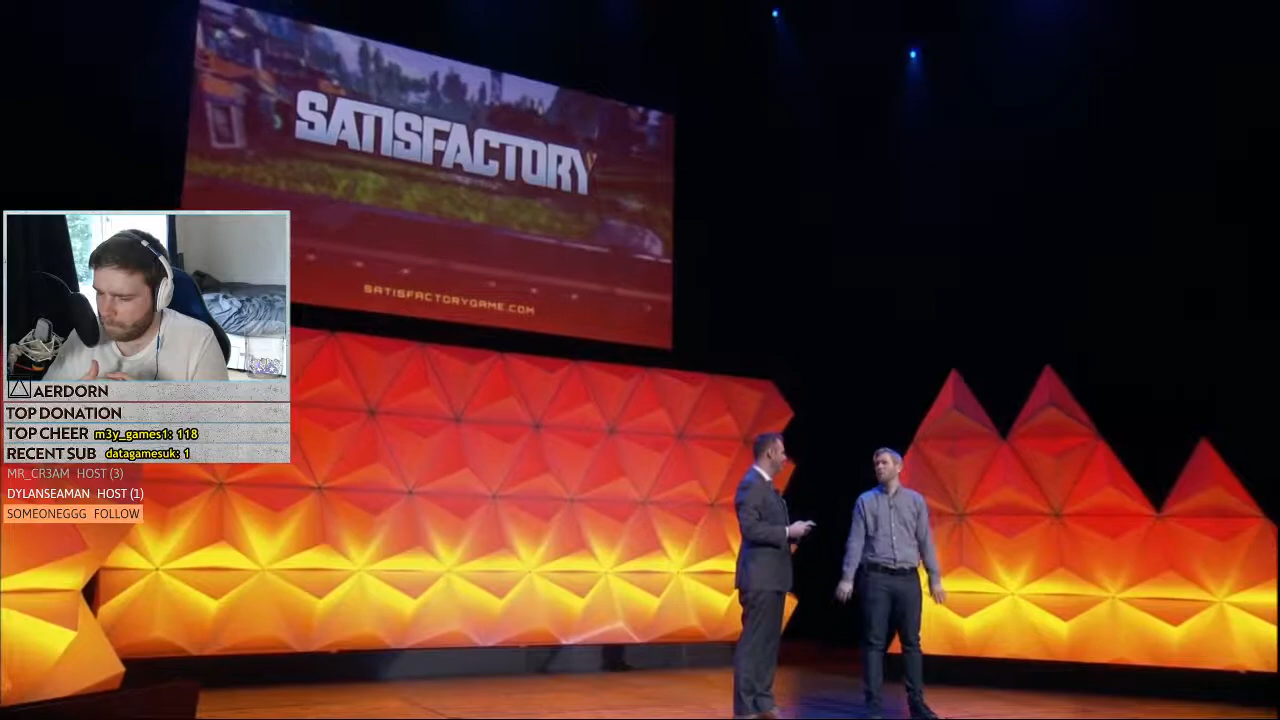 SATISFACTORY
SATISFACTORYGAME.COM
AERDORN
TOP DONATION
TOP CHEER m3y_games1: 118
RECENT SUB datagamesuk: 1
MR_CR3AM HOST (3)
DYLANSEAMAN HOST (1)
SOMEONEGGG FOLLOW